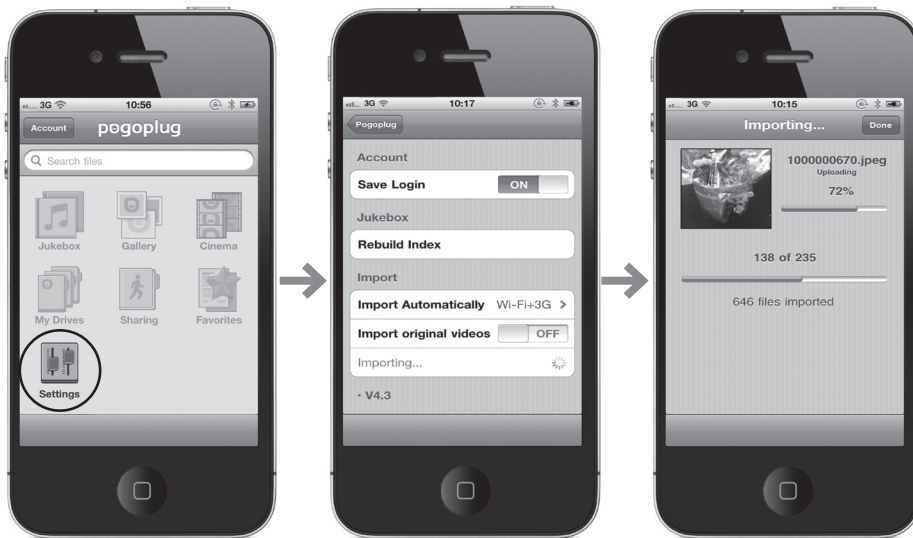 3G 10:56
Account pogoplug
Search files
Jukebox Gallery Cinema
My Drives Sharing Favorites
Settings
3G 10:17
Pogoplug
Account
Save Login ON
Jukebox
Rebuild Index
Import
Import Automatically Wi-Fi+3G >
Import original videos OFF
Importing...
· V4.3
3G 10:15
Importing... Done
1000000670.jpeg
Uploading
72%
138 of 235
646 files imported